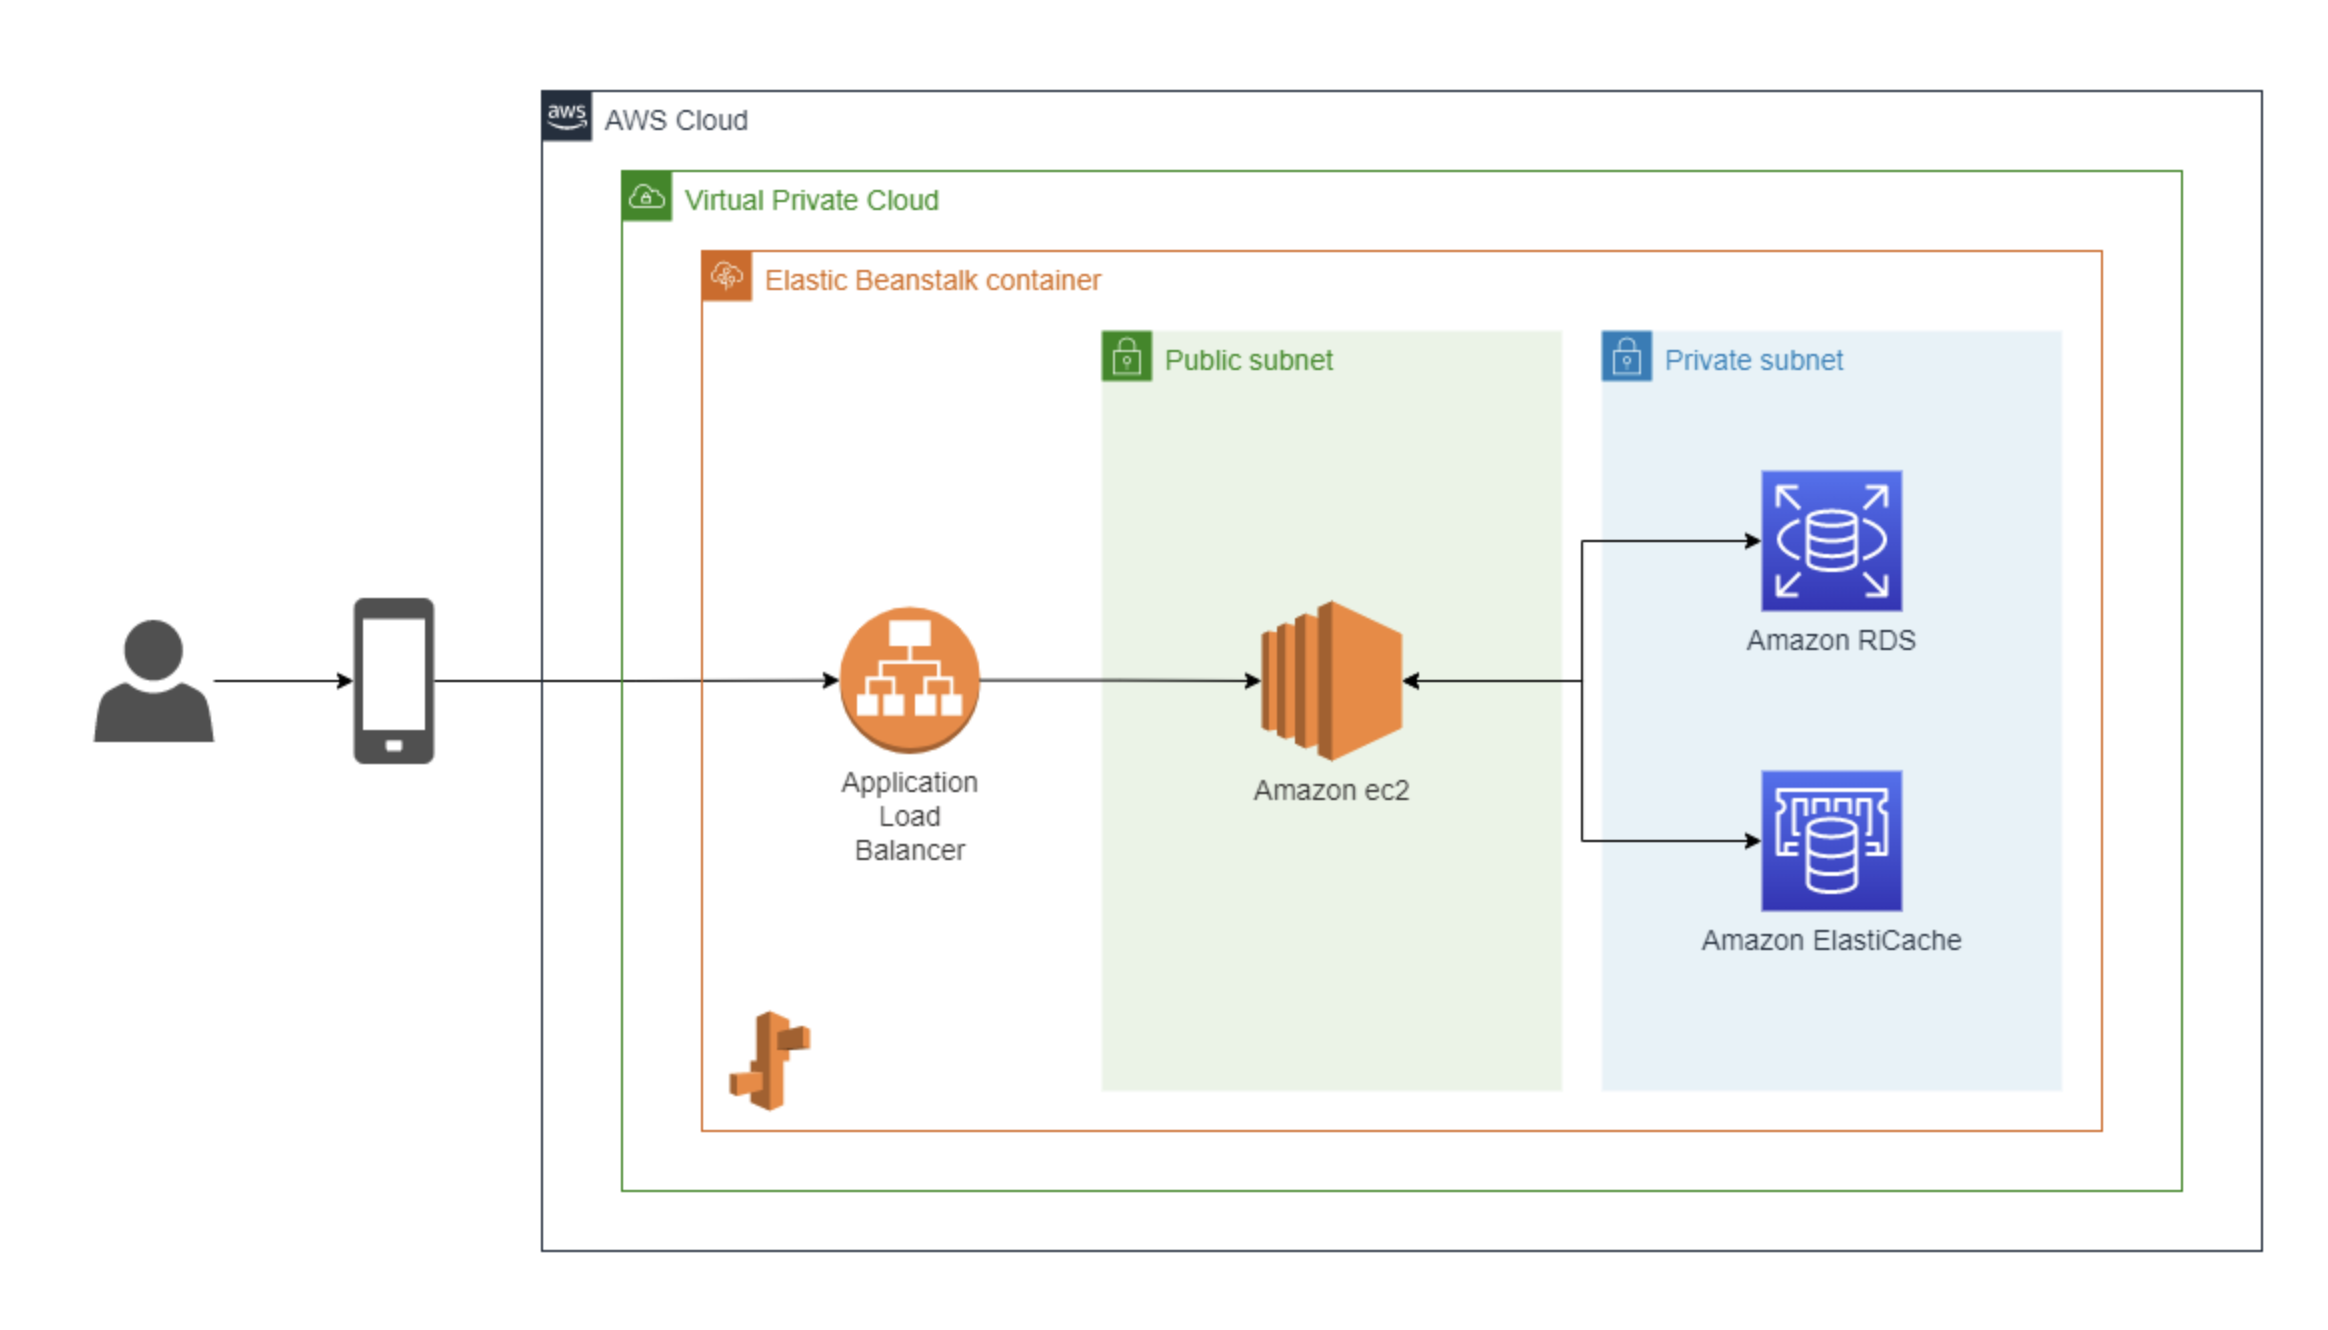 aws
AWS Cloud
Virtual Private Cloud
Elastic Beanstalk container
Public subnet
Private subnet
Amazon RDS
Application
Load
Balancer
Amazon ec2
Amazon ElastiCache